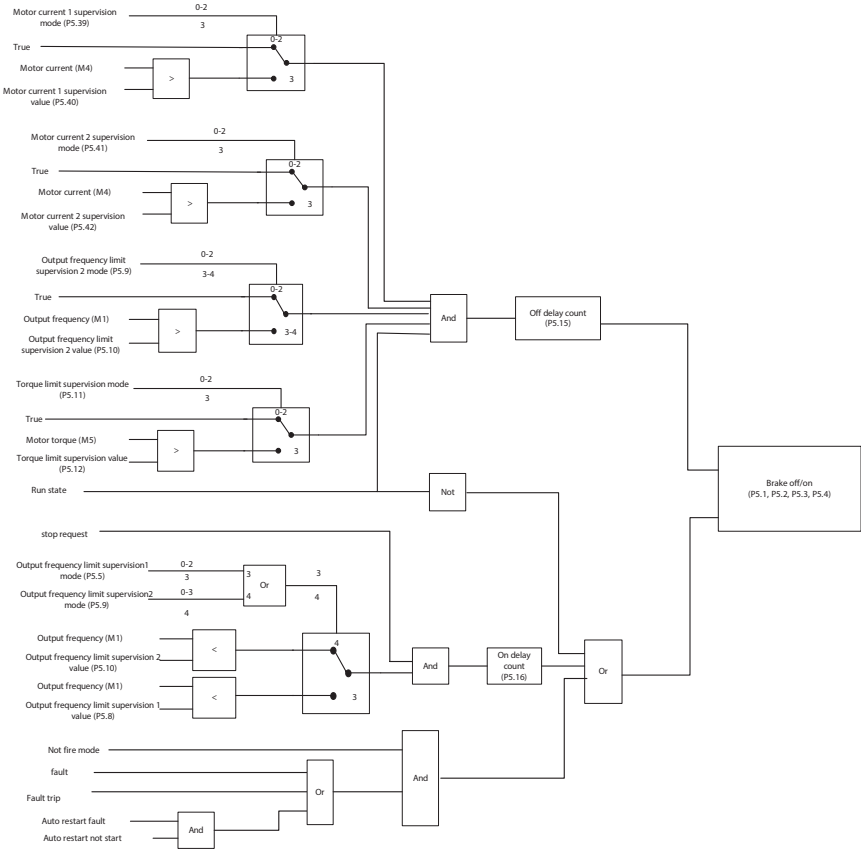 Motor current 1 supervision
mode (P5.39)
0-2
3
0-2
True
Motor current (M4)
>
3
Motor current 1 supervision
value (P5.40)
Motor current 2 supervision
mode (P5.41)
0-2
3
0-2
True
Motor current (M4)
>
3
Motor current 2 supervision
value (P5.42)
Output frequency limit
supervision 2 mode (P5.9)
0-2
3-4
0-2
True
Output frequency (M1)
>
3-4
Output frequency limit
supervision 2 value (P5.10)
And
Off delay count
(P5.15)
Torque limit supervision mode
(P5.11)
0-2
3
0-2
True
Motor torque (M5)
>
3
Torque limit supervision value
(P5.12)
Run state
Not
Brake off/on
(P5.1, P5.2, P5.3, P5.4)
stop request
Output frequency limit supervision1
mode (P5.5)
0-2
3
3
Or
3
Output frequency limit supervision2
mode (P5.9)
0-3
4
4
4
Output frequency (M1)
<
4
Output frequency limit supervision 2
value (P5.10)
Output frequency (M1)
<
3
Output frequency limit supervision 1
value (P5.8)
And
On delay
count
(P5.16)
Or
Not fire mode
fault
Fault trip
Or
And
Auto restart fault
And
Auto restart not start